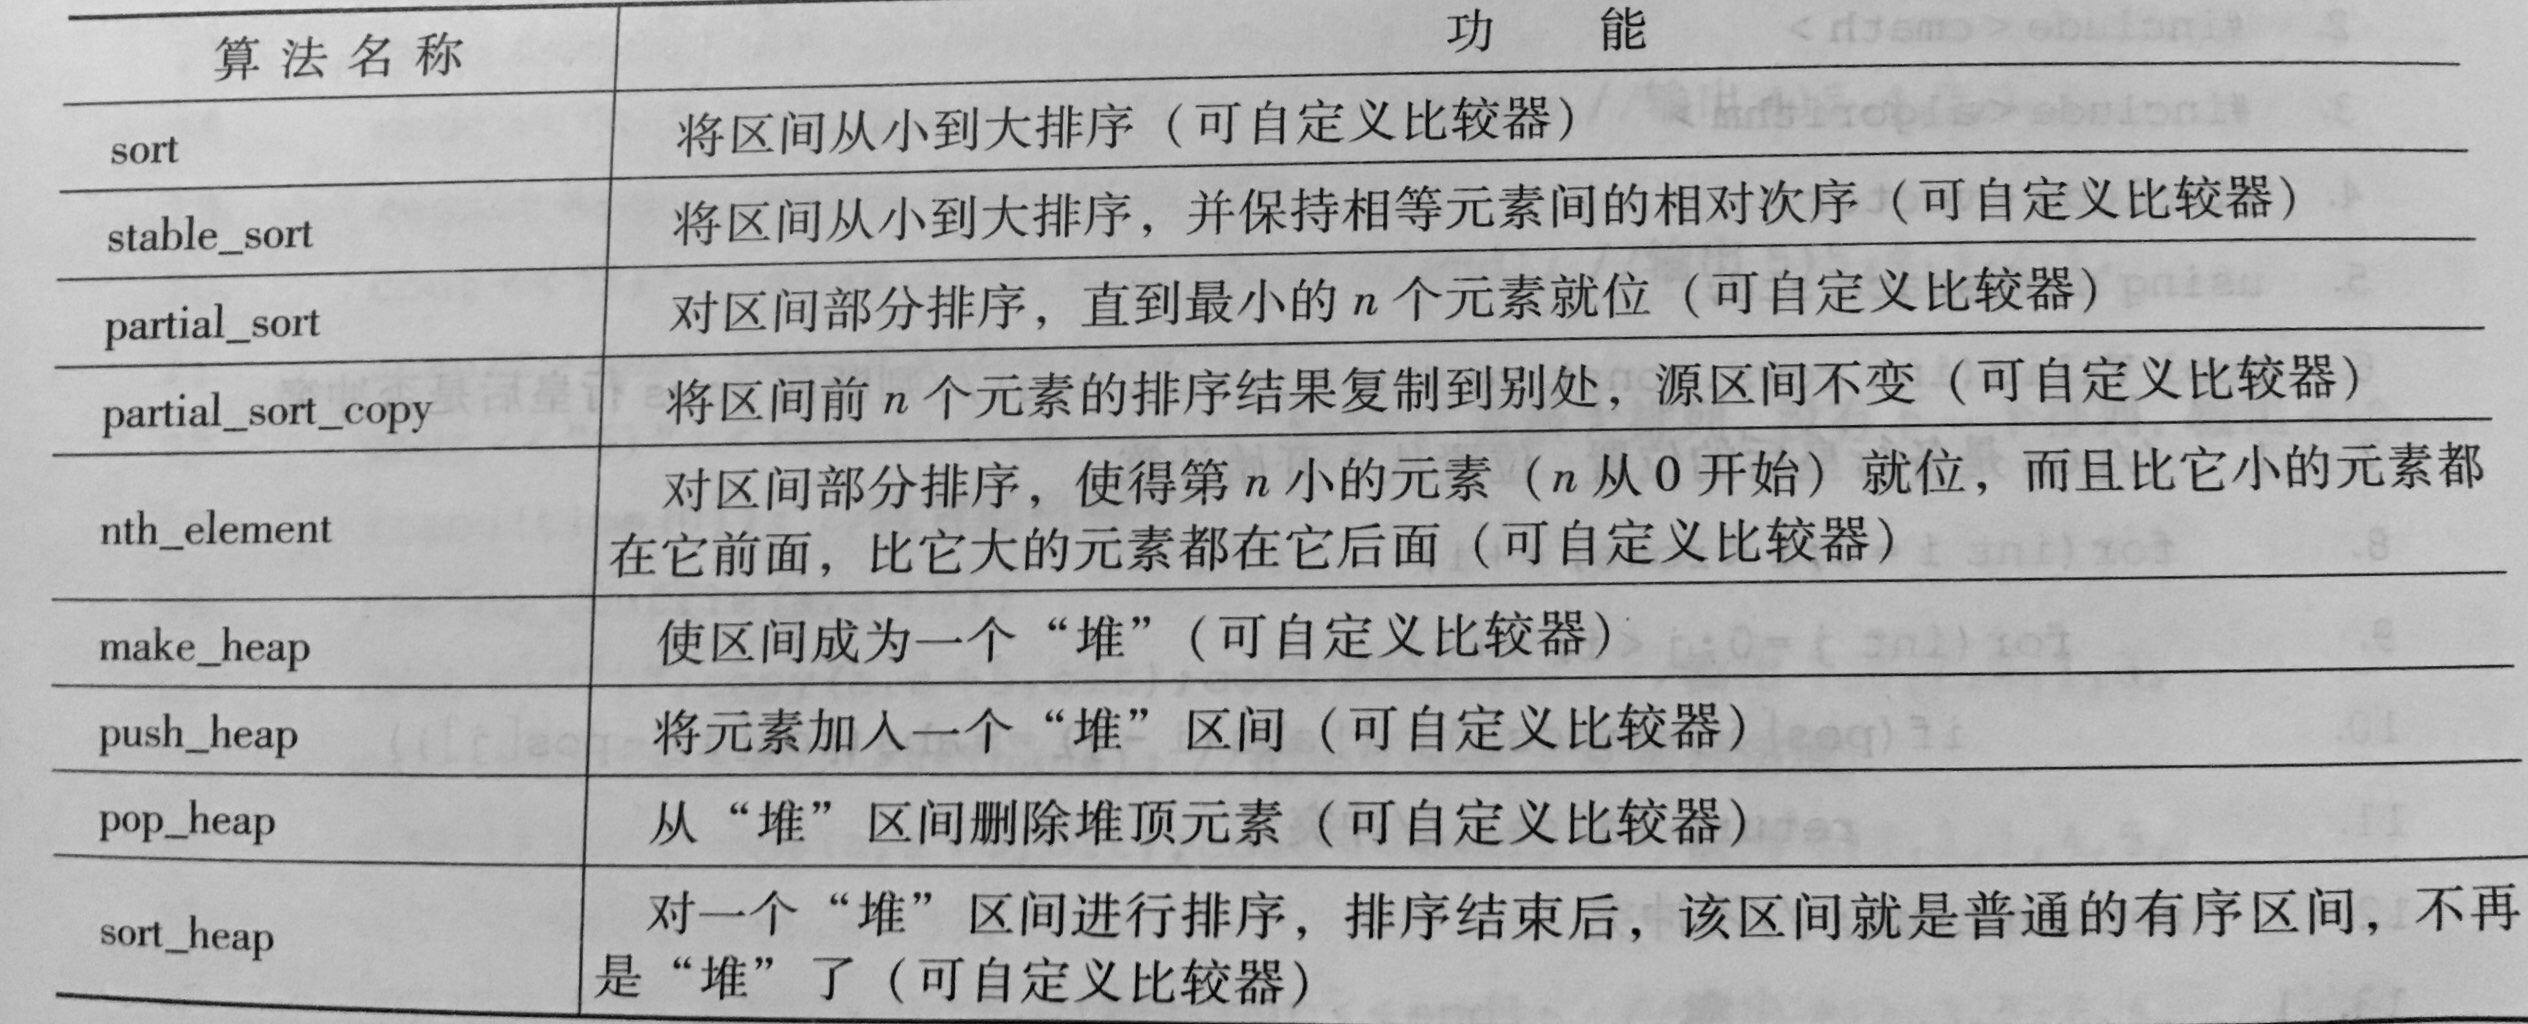 算法名称 功能
sort 将区间从小到大排序（可自定义比较器）
stable_sort 将区间从小到大排序，并保持相等元素间的相对次序（可自定义比较器）
partial_sort 对区间部分排序，直到最小的 n 个元素就位（可自定义比较器）
partial_sort_copy 将区间前 n 个元素的排序结果复制到别处，源区间不变（可自定义比较器）
nth_element 对区间部分排序，使得第 n 小的元素（n 从 0 开始）就位，而且比它小的元素都
在它前面，比它大的元素都在它后面（可自定义比较器）
make_heap 使区间成为一个“堆”（可自定义比较器）
push_heap 将元素加入一个“堆”区间（可自定义比较器）
pop_heap 从“堆”区间删除堆顶元素（可自定义比较器）
sort_heap 对一个“堆”区间进行排序，排序结束后，该区间就是普通的有序区间，不再
是“堆”了（可自定义比较器）